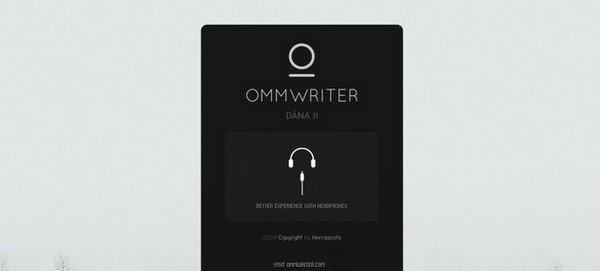 OMMWRITER
DĀNA II
BETTER EXPERIENCE WITH HEADPHONES
2009 Copyright by Herraizsoto
VISIT OMMWRITER.COM